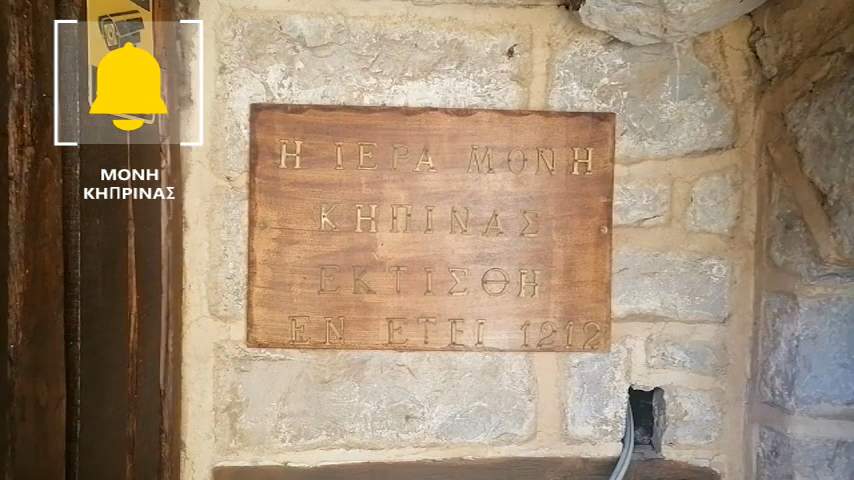 ΜΟΝΗ
ΚΗΠΡΙΝΑΣ
Η ΙΕΡΑ ΜΟΝΗ
ΚΗΠΙΝΑΣ
ΕΚΤΙΣΘΗ
ΕΝ ΕΤΕΙ 1212